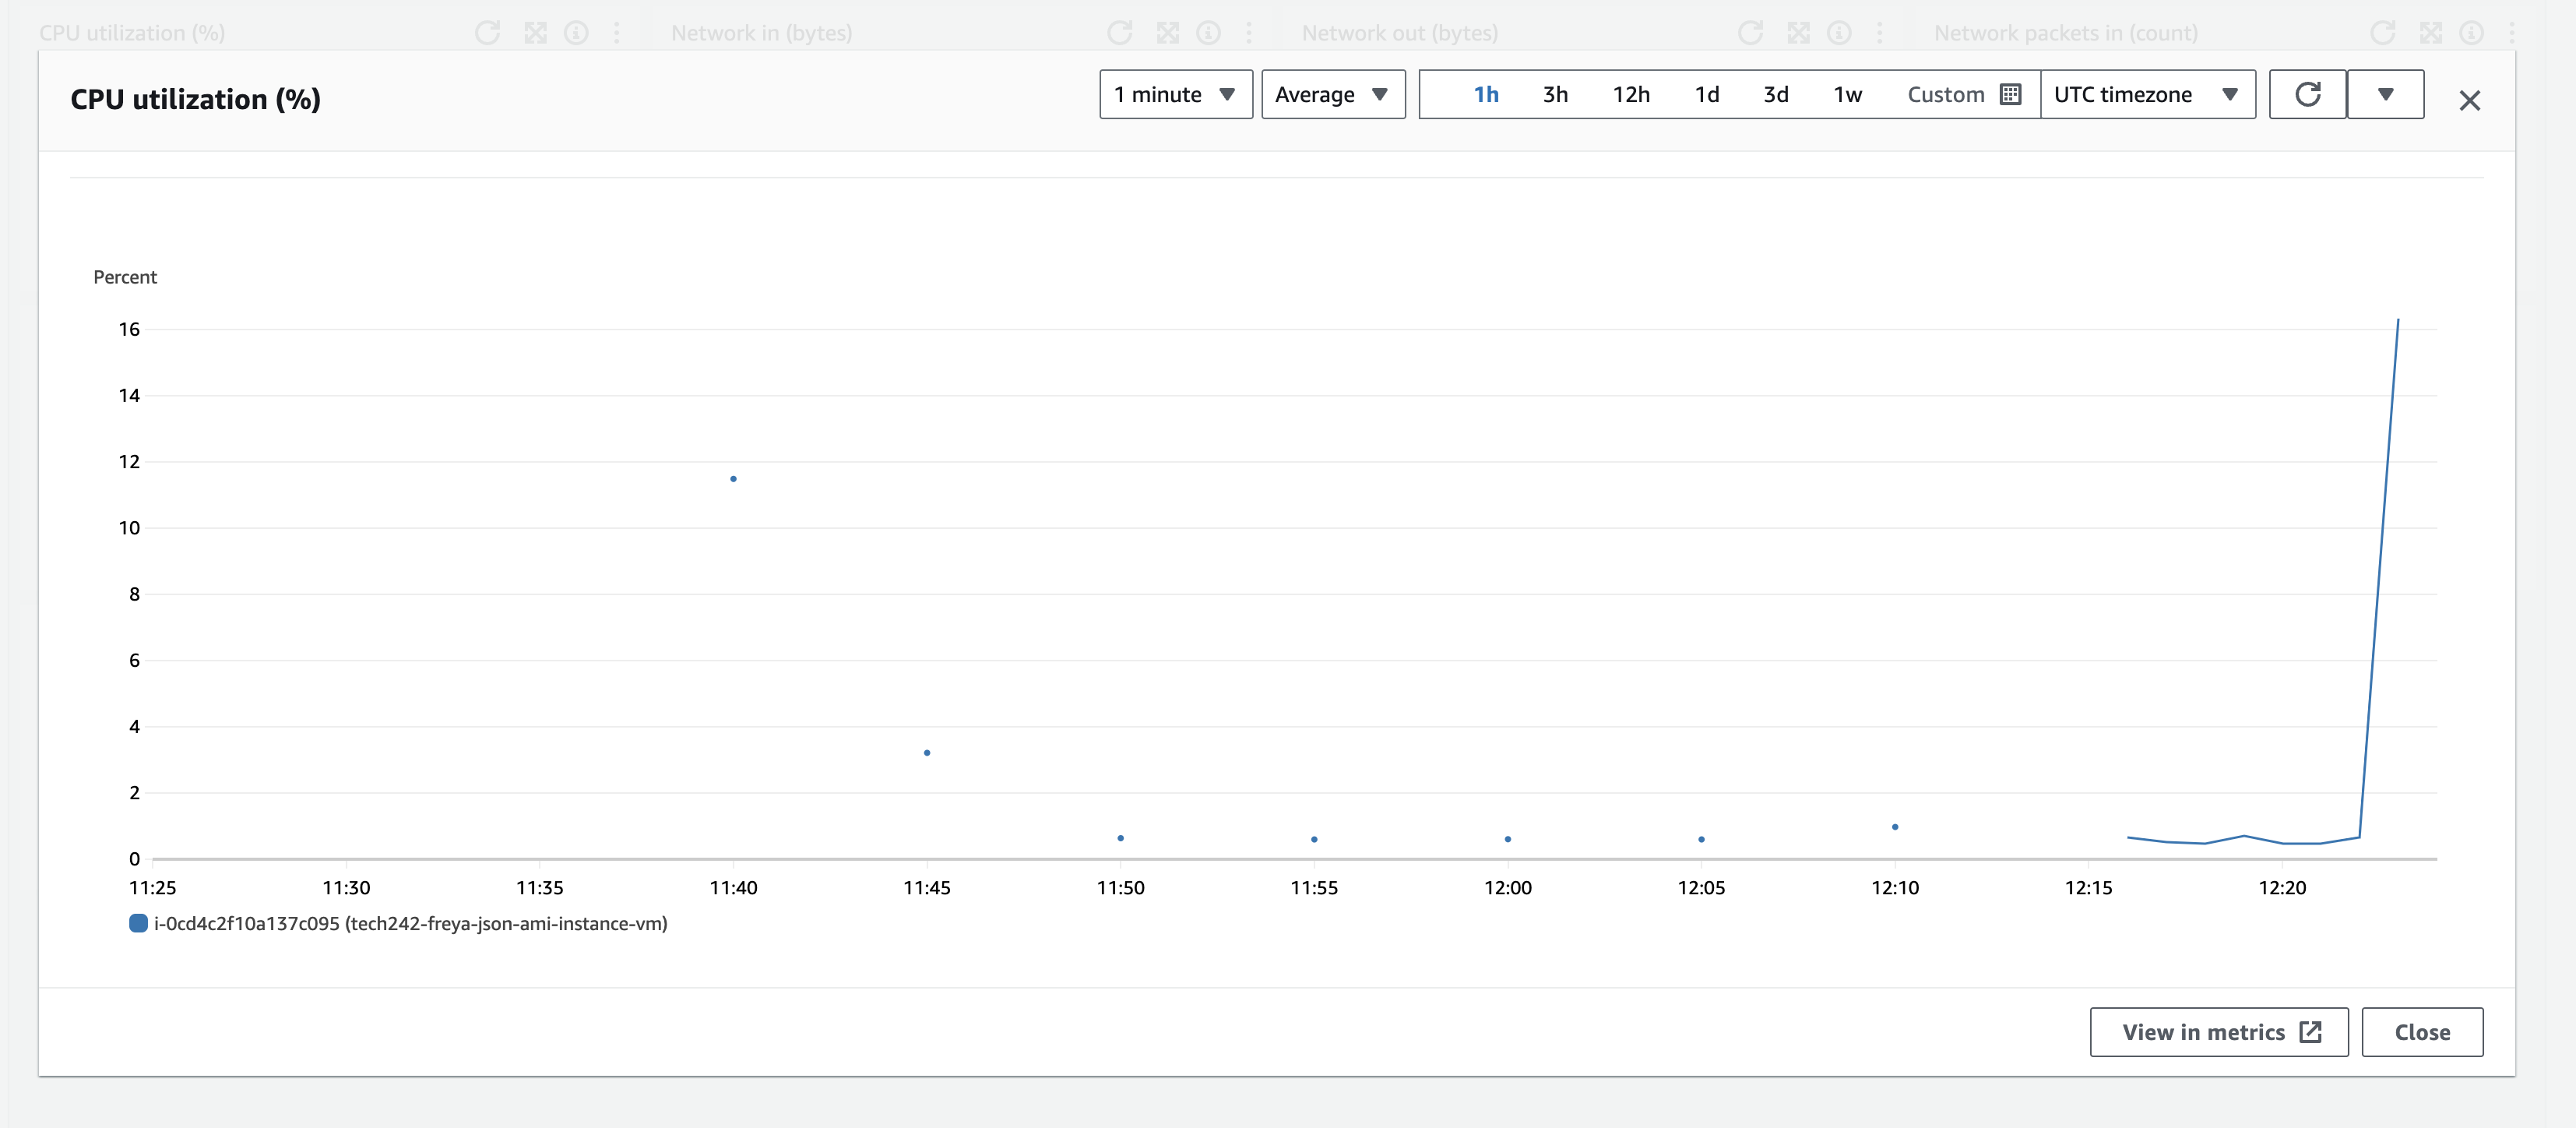 CPU utilization (%) Network in (bytes) Network out (bytes) Network packets in (count)
CPU utilization (%) 1 minute Average 1h 3h 12h 1d 3d 1w Custom UTC timezone
Percent
16
14
12
10
8
6
4
2
0
11:25 11:30 11:35 11:40 11:45 11:50 11:55 12:00 12:05 12:10 12:15 12:20
i-0cd4c2f10a137c095 (tech242-freya-json-ami-instance-vm)
View in metrics Close